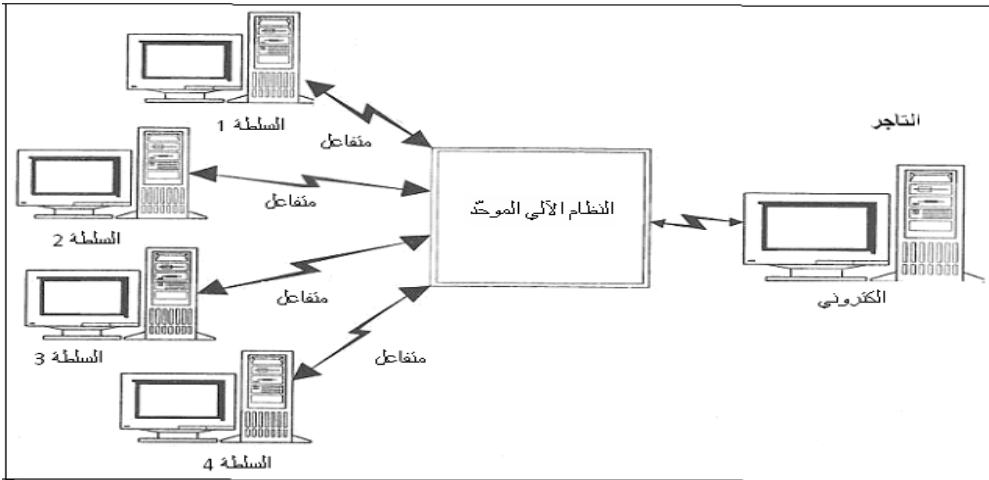 التاجر
الكتروني
النظام الآلي الموحّد
متفاعل
السلطة 1
متفاعل
السلطة 2
متفاعل
السلطة 3
متفاعل
السلطة 4